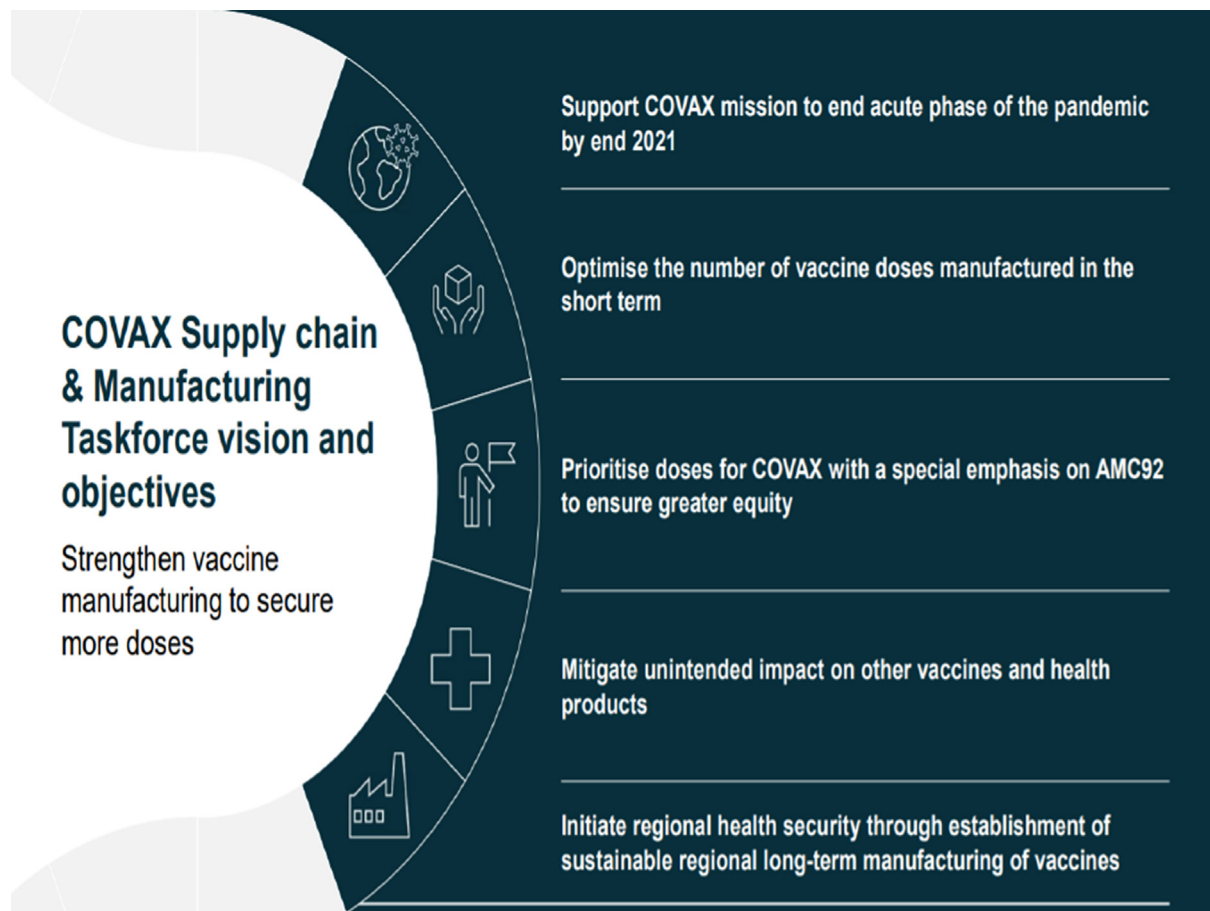 COVAX Supply chain
& Manufacturing
Taskforce vision and
objectives
Strengthen vaccine
manufacturing to secure
more doses
Support COVAX mission to end acute phase of the pandemic
by end 2021
Optimise the number of vaccine doses manufactured in the
short term
Prioritise doses for COVAX with a special emphasis on AMC92
to ensure greater equity
Mitigate unintended impact on other vaccines and health
products
Initiate regional health security through establishment of
sustainable regional long-term manufacturing of vaccines